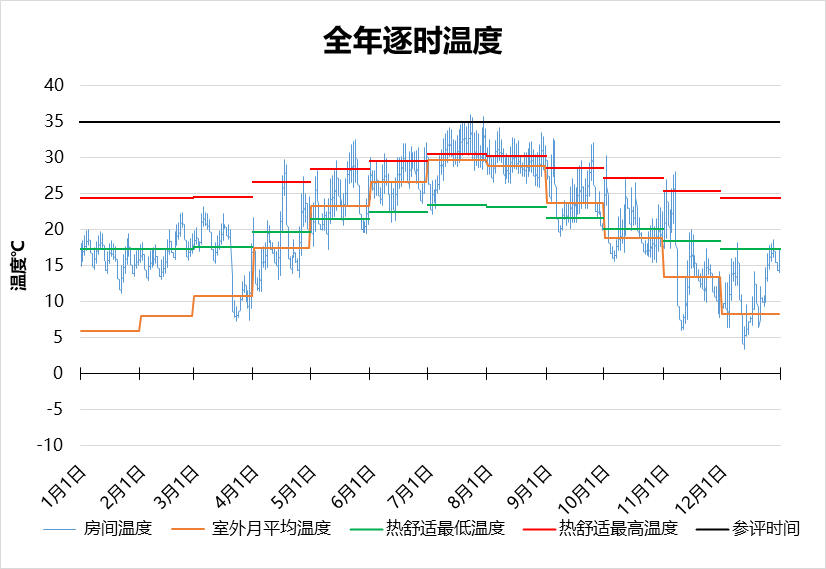 全年逐时温度
40
35
30
25
20
15
10
5
0
-5
-10
温度℃
1月1日
2月1日
3月1日
4月1日
5月1日
6月1日
7月1日
8月1日
9月1日
10月1日
11月1日
12月1日
房间温度 室外月平均温度 热舒适最低温度 热舒适最高温度 参评时间